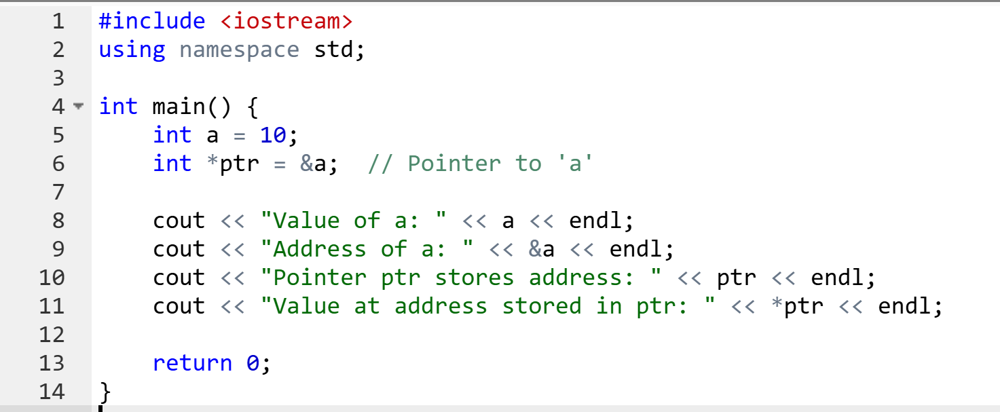 1 #include <iostream>
2 using namespace std;
3
4 int main() {
5     int a = 10;
6     int *ptr = &a;  // Pointer to 'a'
7
8     cout << "Value of a: " << a << endl;
9     cout << "Address of a: " << &a << endl;
10     cout << "Pointer ptr stores address: " << ptr << endl;
11     cout << "Value at address stored in ptr: " << *ptr << endl;
12
13     return 0;
14 }